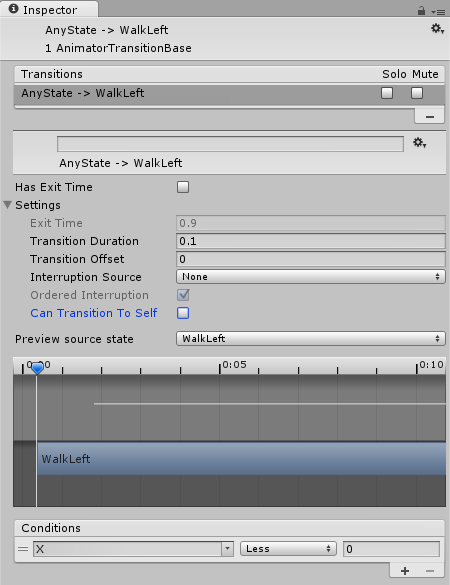 Inspector
AnyState -> WalkLeft
1 AnimatorTransitionBase
Transitions Solo Mute
AnyState -> WalkLeft
AnyState -> WalkLeft
Has Exit Time
Settings
Exit Time 0.9
Transition Duration 0.1
Transition Offset 0
Interruption Source None
Ordered Interruption
Can Transition To Self
Preview source state WalkLeft
0:00 0:05 0:10
WalkLeft
Conditions
X Less 0